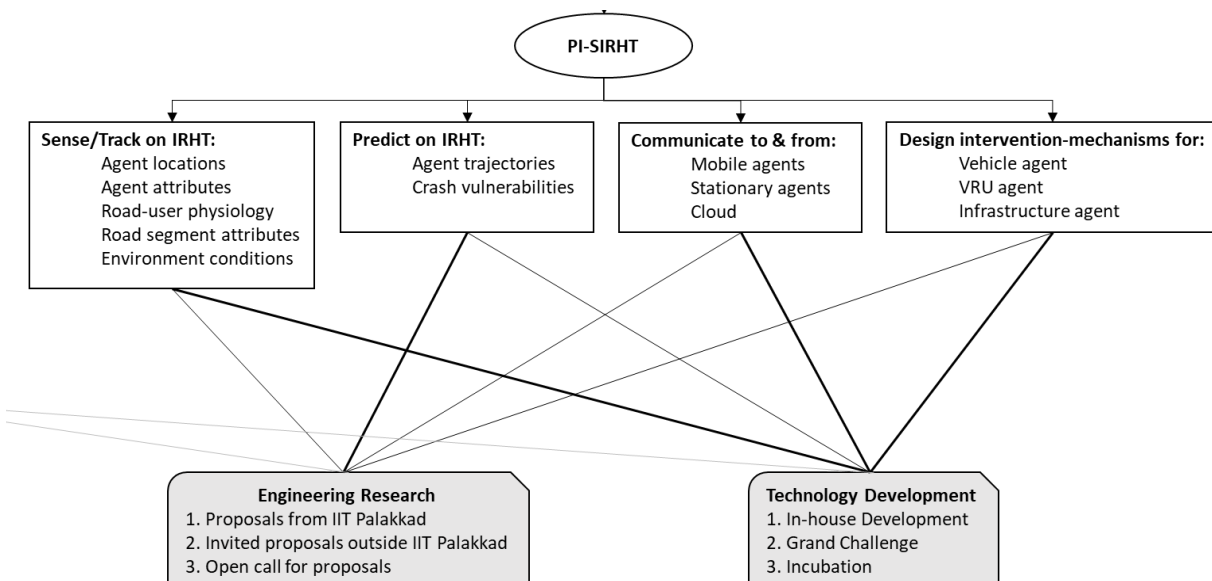 PI-SIRHT
Sense/Track on IRHT:
Agent locations
Agent attributes
Road-user physiology
Road segment attributes
Environment conditions
Predict on IRHT:
Agent trajectories
Crash vulnerabilities
Communicate to & from:
Mobile agents
Stationary agents
Cloud
Design intervention-mechanisms for:
Vehicle agent
VRU agent
Infrastructure agent
Engineering Research
1. Proposals from IIT Palakkad
2. Invited proposals outside IIT Palakkad
3. Open call for proposals
Technology Development
1. In-house Development
2. Grand Challenge
3. Incubation